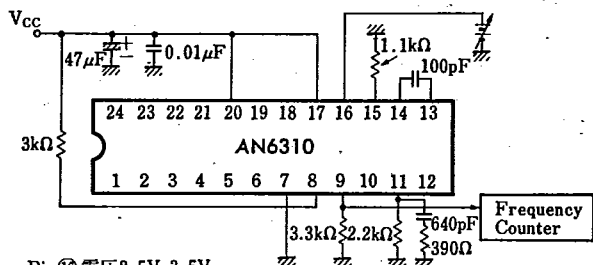 VCC
47μF
+
−
0.01μF
1.1kΩ
100pF
24 23 22 21 20 19 18 17 16 15 14 13
3kΩ
AN6310
1 2 3 4 5 6 7 8 9 10 11 12
3.3kΩ
2.2kΩ
640pF
390Ω
Frequency
Counter